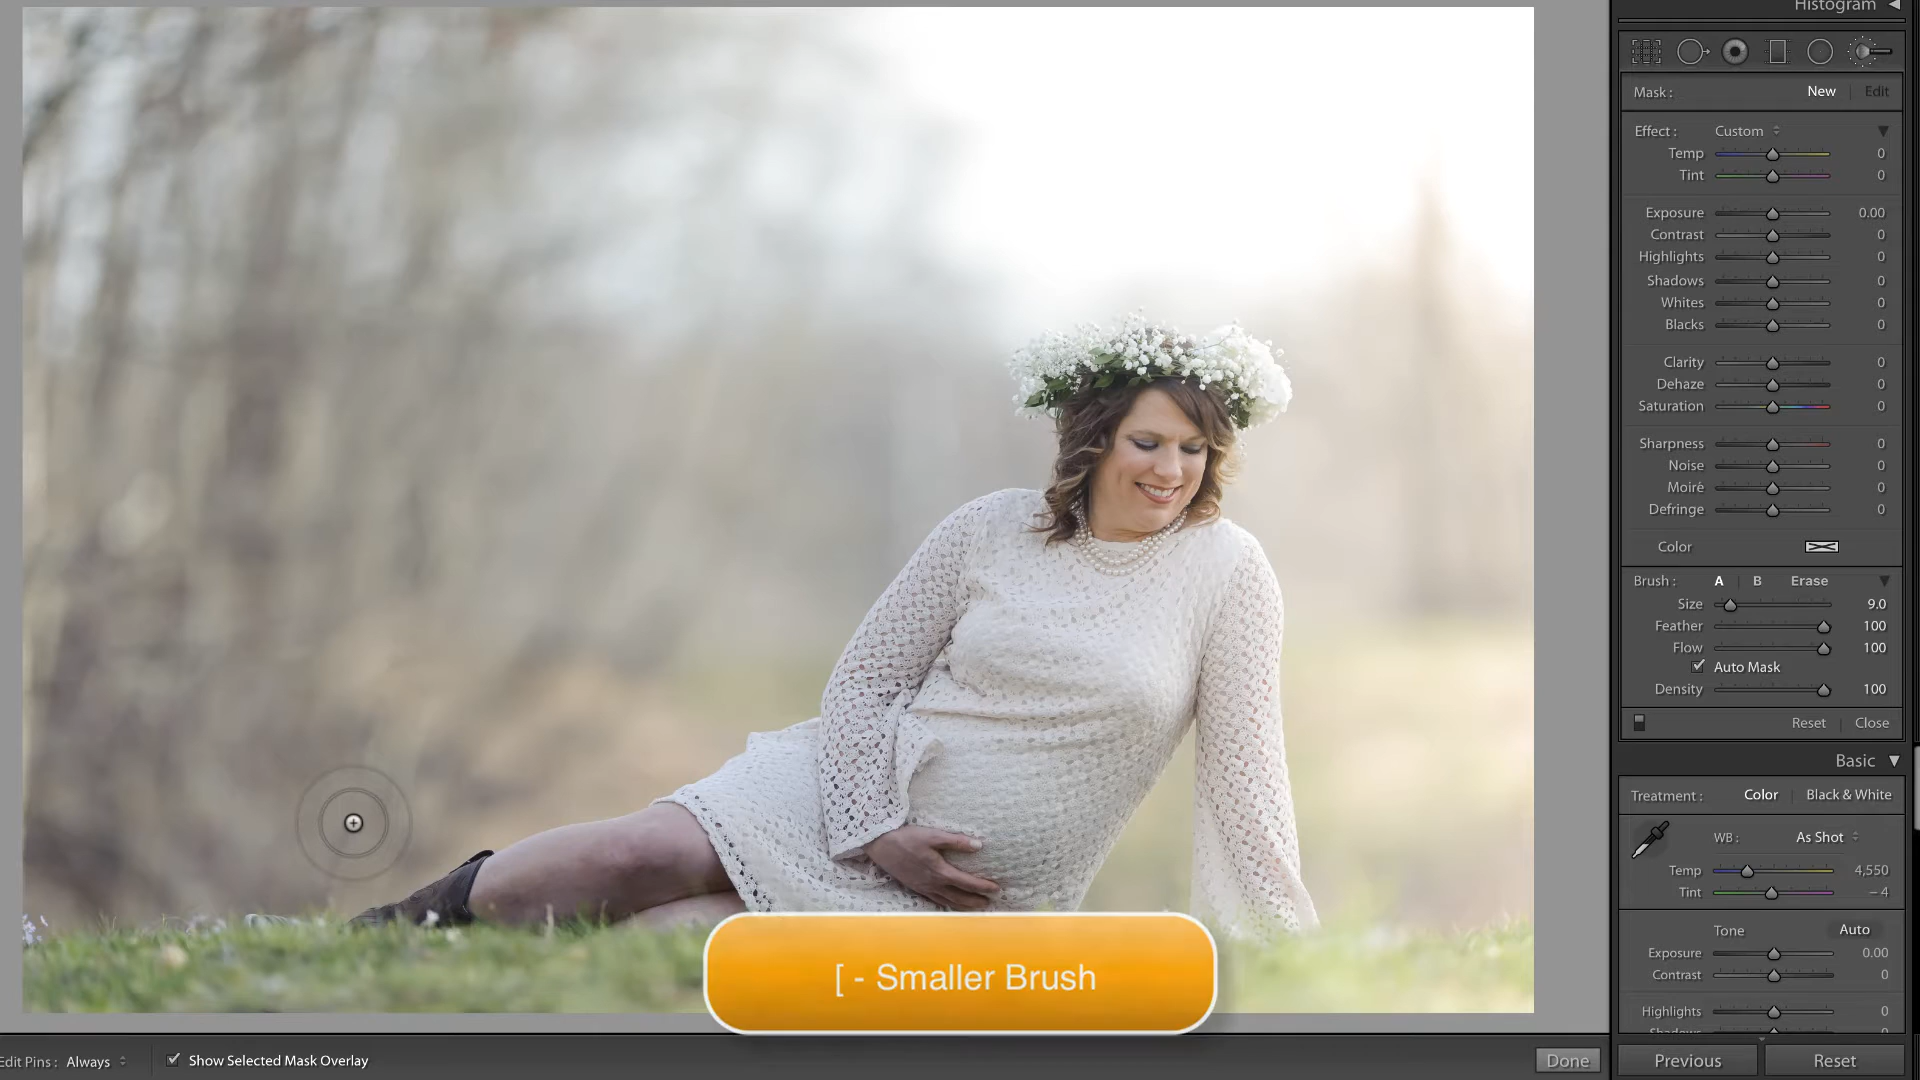 Histogram
Mask : New | Edit
Effect : Custom
Temp 0
Tint 0
Exposure 0.00
Contrast 0
Highlights 0
Shadows 0
Whites 0
Blacks 0
Clarity 0
Dehaze 0
Saturation 0
Sharpness 0
Noise 0
Moiré 0
Defringe 0
Color
Brush : A | B Erase
Size 9.0
Feather 100
Flow 100
Auto Mask
Density 100
Reset | Close
Basic
Treatment : Color | Black & White
WB : As Shot
Temp 4,550
Tint – 4
Tone Auto
Exposure 0.00
Contrast 0
Highlights 0
Shadows
[ - Smaller Brush
Edit Pins : Always Show Selected Mask Overlay Done Previous Reset